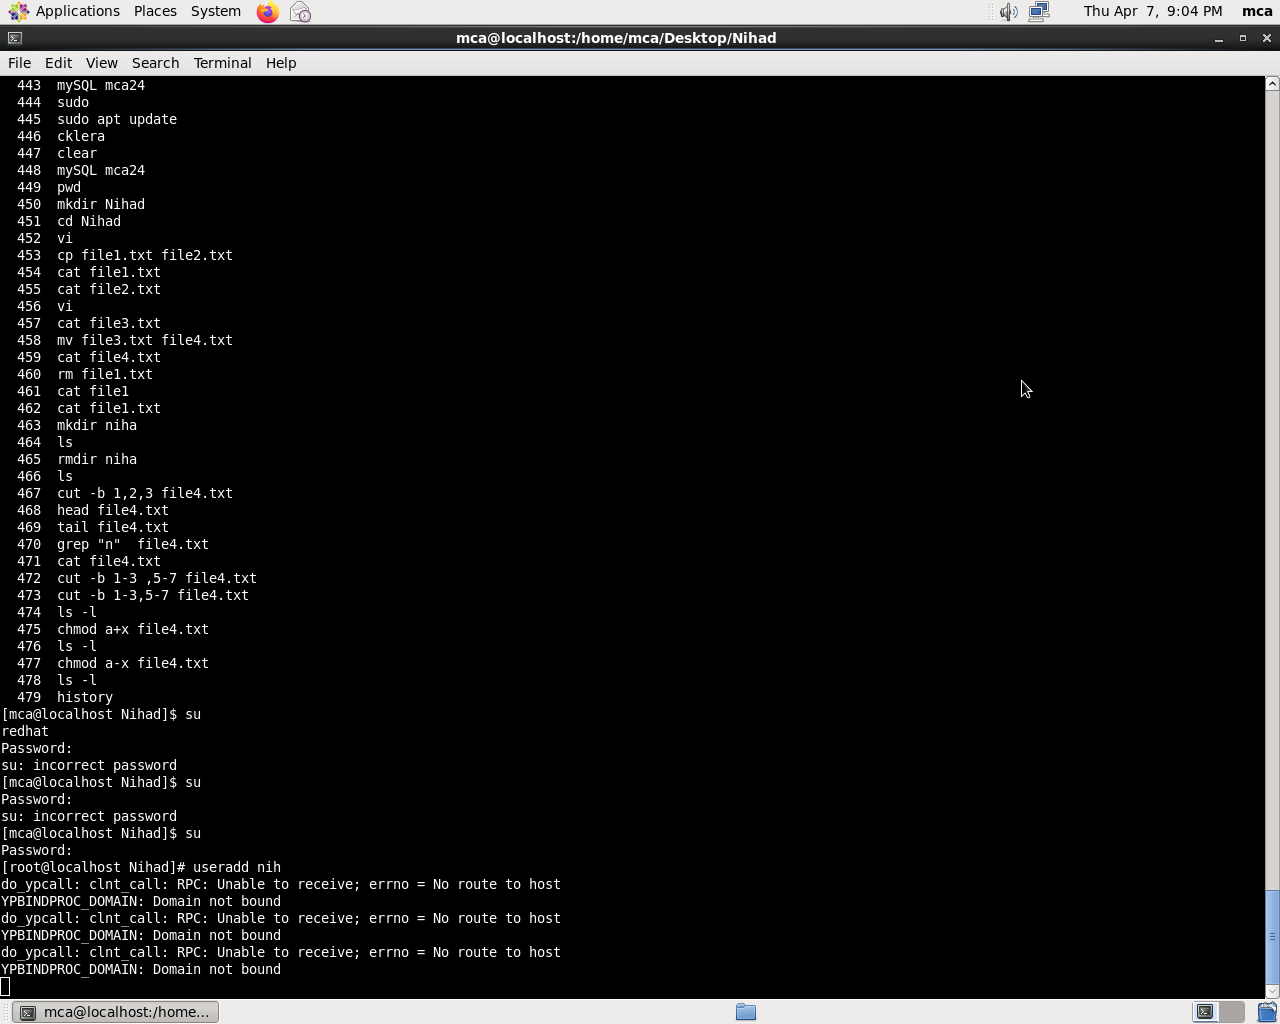 Applications Places System Thu Apr 7, 9:04 PM mca
mca@localhost:/home/mca/Desktop/Nihad
File Edit View Search Terminal Help
443 mySQL mca24
444 sudo
445 sudo apt update
446 cklera
447 clear
448 mySQL mca24
449 pwd
450 mkdir Nihad
451 cd Nihad
452 vi
453 cp file1.txt file2.txt
454 cat file1.txt
455 cat file2.txt
456 vi
457 cat file3.txt
458 mv file3.txt file4.txt
459 cat file4.txt
460 rm file1.txt
461 cat file1
462 cat file1.txt
463 mkdir niha
464 ls
465 rmdir niha
466 ls
467 cut -b 1,2,3 file4.txt
468 head file4.txt
469 tail file4.txt
470 grep "n"  file4.txt
471 cat file4.txt
472 cut -b 1-3 ,5-7 file4.txt
473 cut -b 1-3,5-7 file4.txt
474 ls -l
475 chmod a+x file4.txt
476 ls -l
477 chmod a-x file4.txt
478 ls -l
479 history
[mca@localhost Nihad]$ su
redhat
Password:
su: incorrect password
[mca@localhost Nihad]$ su
Password:
su: incorrect password
[mca@localhost Nihad]$ su
Password:
[root@localhost Nihad]# useradd nih
do_ypcall: clnt_call: RPC: Unable to receive; errno = No route to host
YPBINDPROC_DOMAIN: Domain not bound
do_ypcall: clnt_call: RPC: Unable to receive; errno = No route to host
YPBINDPROC_DOMAIN: Domain not bound
do_ypcall: clnt_call: RPC: Unable to receive; errno = No route to host
YPBINDPROC_DOMAIN: Domain not bound
mca@localhost:/home...